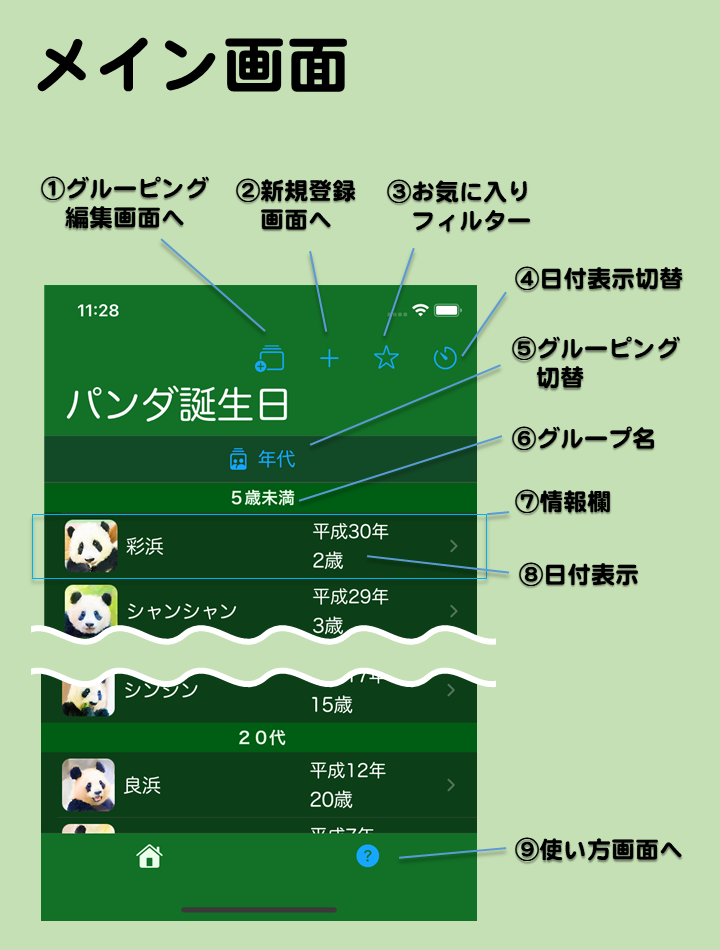 メイン画面
①グルーピング
編集画面へ
②新規登録
画面へ
③お気に入り
フィルター
④日付表示切替
⑤グルーピング
切替
⑥グループ名
⑦情報欄
⑧日付表示
⑨使い方画面へ
11:28
パンダ誕生日
年代
５歳未満
彩浜
平成30年
2歳
シャンシャン
平成29年
3歳
シンシン
15歳
２０代
良浜
平成12年
20歳
平成7年
?